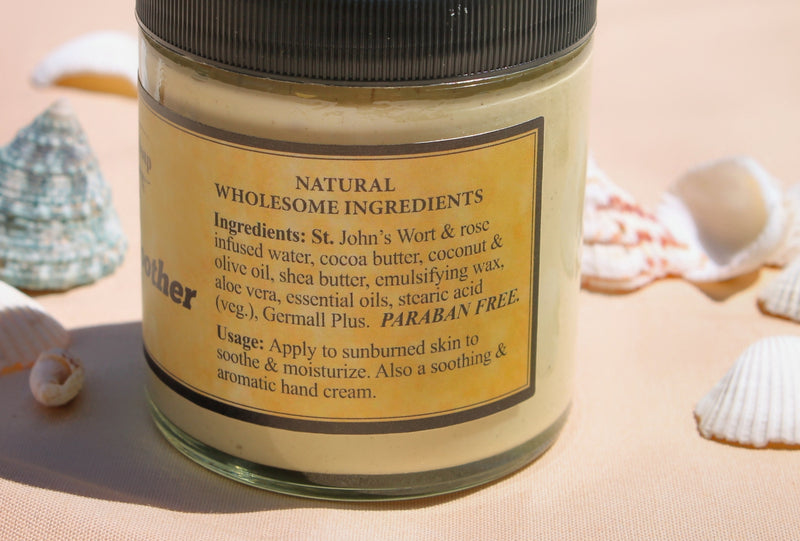 NATURAL
WHOLESOME INGREDIENTS
Ingredients: St. John's Wort & rose
infused water, cocoa butter, coconut &
olive oil, shea butter, emulsifying wax,
aloe vera, essential oils, stearic acid
(veg.), Germall Plus. PARABAN FREE.
Usage: Apply to sunburned skin to
soothe & moisturize. Also a soothing &
aromatic hand cream.